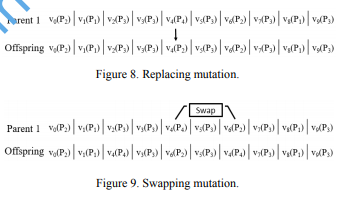 Parent 1 v₀(P₂) | v₁(P₁) | v₂(P₃) | v₃(P₃) | v₄(P₄) | v₅(P₃) | v₆(P₂) | v₇(P₃) | v₈(P₁) | v₉(P₃)
Offspring v₀(P₂) | v₁(P₁) | v₂(P₃) | v₃(P₃) | v₄(P₂) | v₅(P₃) | v₆(P₂) | v₇(P₃) | v₈(P₁) | v₉(P₃)
Figure 8. Replacing mutation.
Swap
Parent 1 v₀(P₂) | v₁(P₁) | v₂(P₃) | v₃(P₃) | v₄(P₄) | v₅(P₃) | v₆(P₂) | v₇(P₃) | v₈(P₁) | v₉(P₃)
Offspring v₀(P₂) | v₁(P₁) | v₄(P₄) | v₃(P₃) | v₆(P₂) | v₅(P₃) | v₄(P₄) | v₇(P₃) | v₈(P₁) | v₉(P₃)
Figure 9. Swapping mutation.